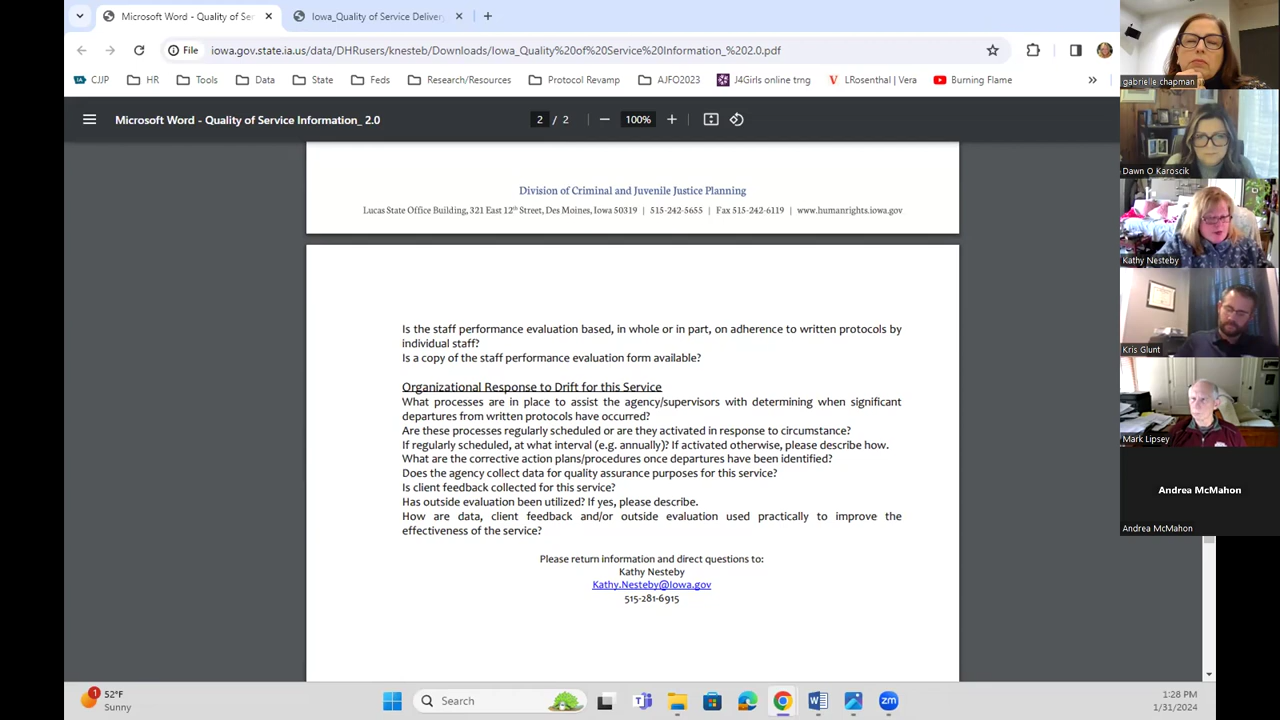 Microsoft Word - Quality of Ser
Iowa_Quality of Service Delivery
File
iowa.gov.state.ia.us/data/DHRusers/knesteb/Downloads/Iowa_Quality%20of%20Service%20Information_%202.0.pdf
CJJP
HR
Tools
Data
State
Feds
Research/Resources
Protocol Revamp
AJFO2023
J4Girls online trng
LRosenthal | Vera
Burning Flame
Microsoft Word - Quality of Service Information_ 2.0
2 / 2
100%
Division of Criminal and Juvenile Justice Planning
Lucas State Office Building, 321 East 12th Street, Des Moines, Iowa 50319 | 515-242-5655 | Fax 515-242-6119 | www.humanrights.iowa.gov
Is the staff performance evaluation based, in whole or in part, on adherence to written protocols by
individual staff?
Is a copy of the staff performance evaluation form available?
Organizational Response to Drift for this Service
What processes are in place to assist the agency/supervisors with determining when significant
departures from written protocols have occurred?
Are these processes regularly scheduled or are they activated in response to circumstance?
If regularly scheduled, at what interval (e.g. annually)? If activated otherwise, please describe how.
What are the corrective action plans/procedures once departures have been identified?
Does the agency collect data for quality assurance purposes for this service?
Is client feedback collected for this service?
Has outside evaluation been utilized? If yes, please describe.
How are data, client feedback and/or outside evaluation used practically to improve the
effectiveness of the service?
Please return information and direct questions to:
Kathy Nesteby
Kathy.Nesteby@Iowa.gov
515-281-6915
gabrielle chapman
Dawn O Karoscik
Kathy Nesteby
Kris Glunt
Mark Lipsey
Andrea McMahon
Andrea McMahon
1
52°F
Sunny
Search
zm
1:28 PM
1/31/2024